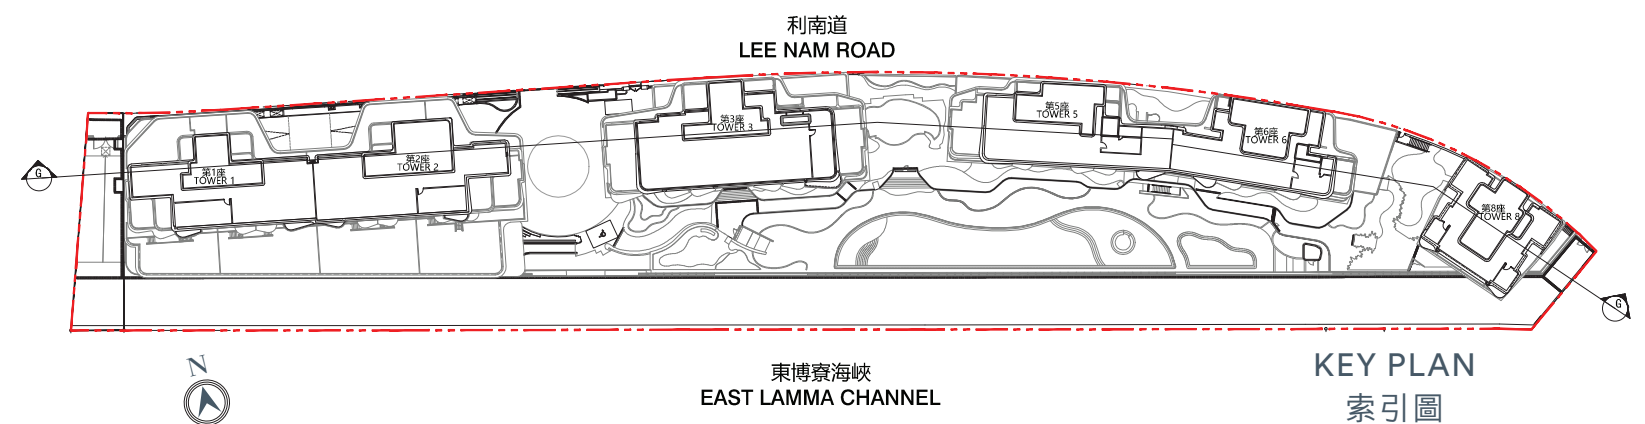 利南道
LEE NAM ROAD
第1座
TOWER 1
第2座
TOWER 2
第3座
TOWER 3
第5座
TOWER 5
第6座
TOWER 6
第8座
TOWER 8
G
G
東博寮海峽
EAST LAMMA CHANNEL
N
KEY PLAN
索引圖